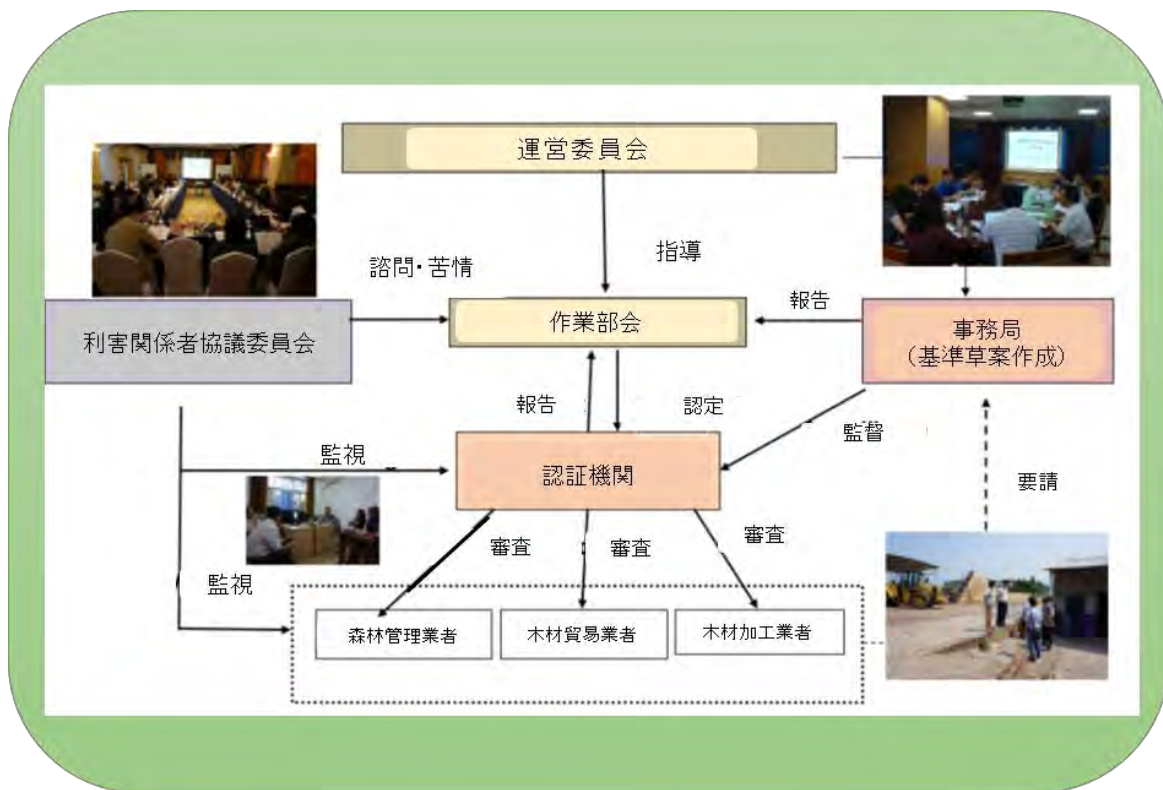 運営委員会
指導
諮問・苦情
報告
利害関係者協議委員会
作業部会
事務局
(基準草案作成)
報告
認定
監督
監視
認証機関
要請
審査
審査
審査
監視
森林管理業者
木材貿易業者
木材加工業者